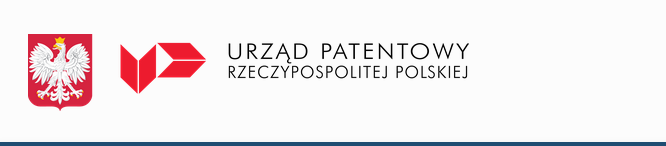 URZĄD PATENTOWY
RZECZYPOSPOLITEJ POLSKIEJ